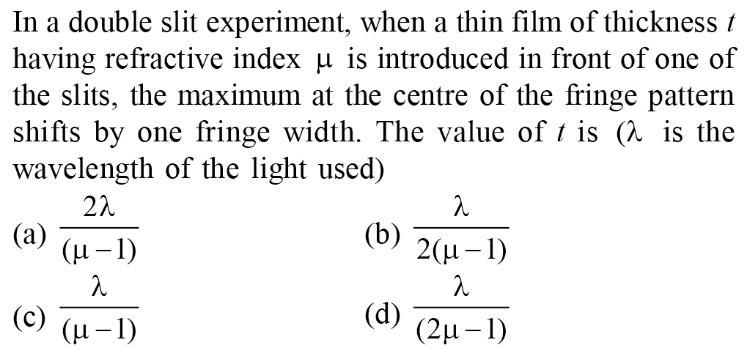 In a double slit experiment, when a thin film of thickness t
having refractive index μ is introduced in front of one of
the slits, the maximum at the centre of the fringe pattern
shifts by one fringe width. The value of t is (λ is the
wavelength of the light used)
(a) 2λ/(μ−1) (b) λ/2(μ−1)
(c) λ/(μ−1) (d) λ/(2μ−1)